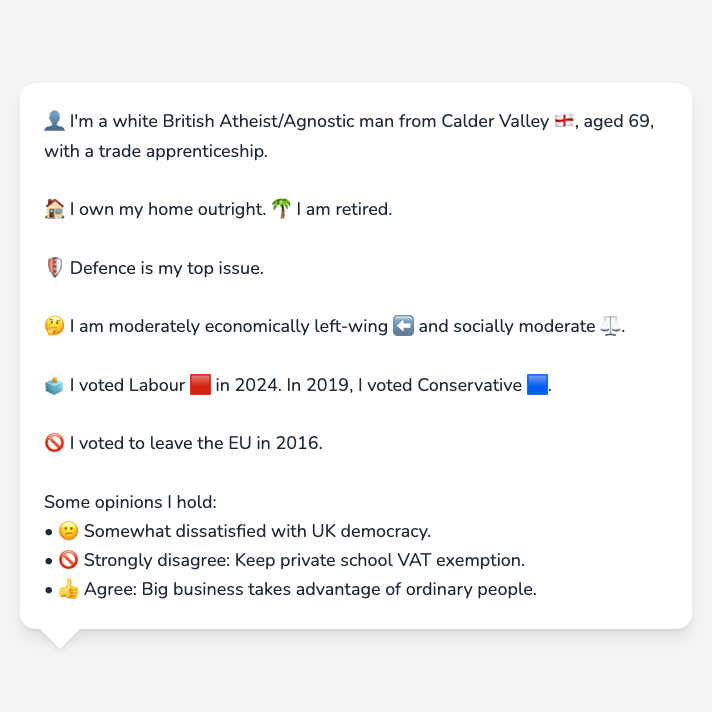 👤 I'm a white British Atheist/Agnostic man from Calder Valley 🏴󠁧󠁢󠁥󠁮󠁧󠁿, aged 69,
with a trade apprenticeship.
🏠 I own my home outright. 🌴 I am retired.
🛡️ Defence is my top issue.
🤔 I am moderately economically left-wing ⬅️ and socially moderate ⚖️.
🗳️ I voted Labour 🟥 in 2024. In 2019, I voted Conservative 🟦.
🚫 I voted to leave the EU in 2016.
Some opinions I hold:
• 🙁 Somewhat dissatisfied with UK democracy.
• 🚫 Strongly disagree: Keep private school VAT exemption.
• 👍 Agree: Big business takes advantage of ordinary people.